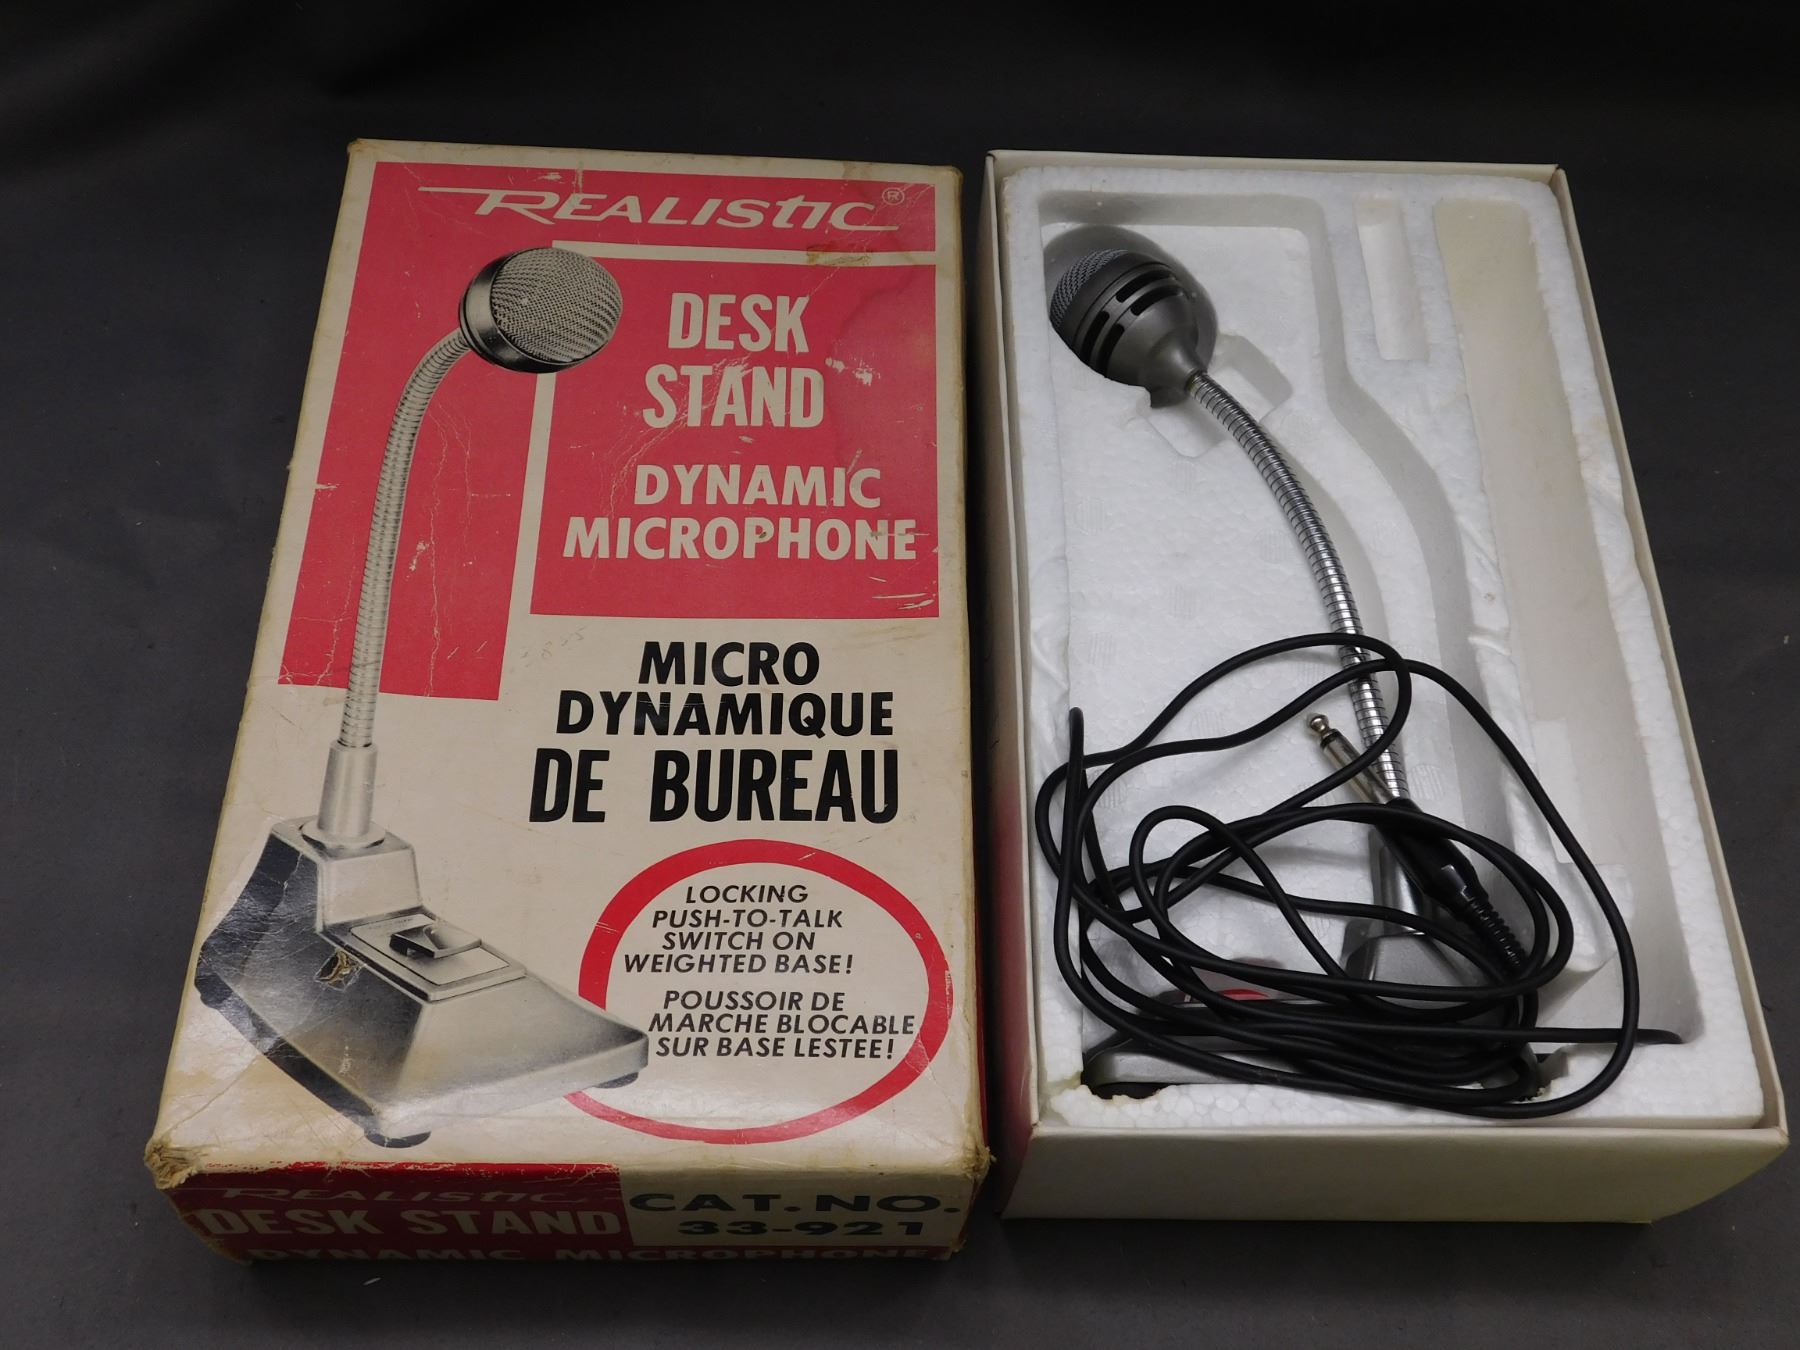 REALISTIC ®
DESK
STAND
DYNAMIC
MICROPHONE
MICRO
DYNAMIQUE
DE BUREAU
LOCKING
PUSH-TO-TALK
SWITCH ON
WEIGHTED BASE!
POUSSOIR DE
MARCHE BLOCABLE
SUR BASE LESTEE!
REALISTIC
DESK STAND
DYNAMIC MICROPHONE
CAT. NO.
33-921